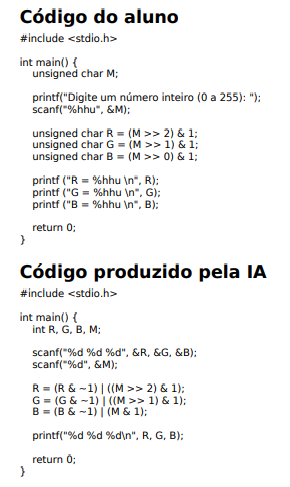 Código do aluno
#include <stdio.h>
int main() {
unsigned char M;
printf("Digite um número inteiro (0 a 255): ");
scanf("%hhu", &M);
unsigned char R = (M >> 2) & 1;
unsigned char G = (M >> 1) & 1;
unsigned char B = (M >> 0) & 1;
printf ("R = %hhu \n", R);
printf ("G = %hhu \n", G);
printf ("B = %hhu \n", B);
return 0;
}
Código produzido pela IA
#include <stdio.h>
int main() {
int R, G, B, M;
scanf("%d %d %d", &R, &G, &B);
scanf("%d", &M);
R = (R & ~1) | ((M >> 2) & 1);
G = (G & ~1) | ((M >> 1) & 1);
B = (B & ~1) | (M & 1);
printf("%d %d %d\n", R, G, B);
return 0;
}